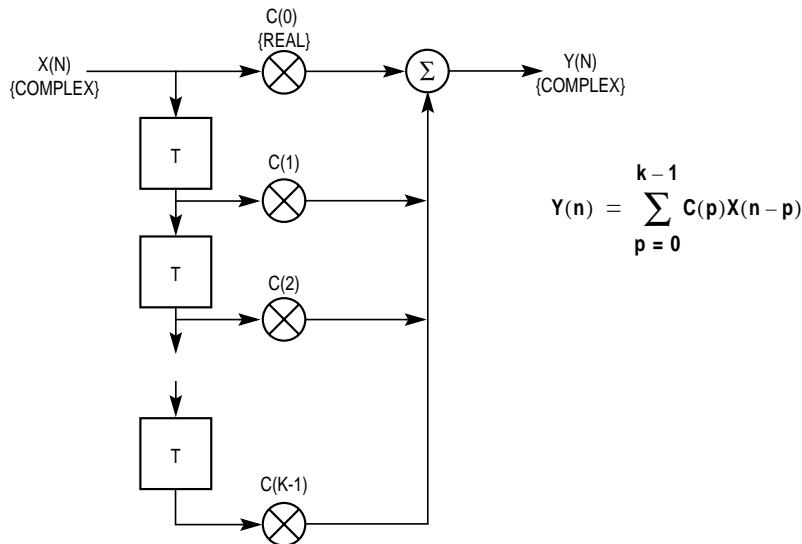 C(0)
{REAL}
X(N)
{COMPLEX}
Σ
Y(N)
{COMPLEX}
T
C(1)
T
C(2)
T
C(K-1)
k – 1
Y(n) = ∑ C(p)X(n – p)
p = 0